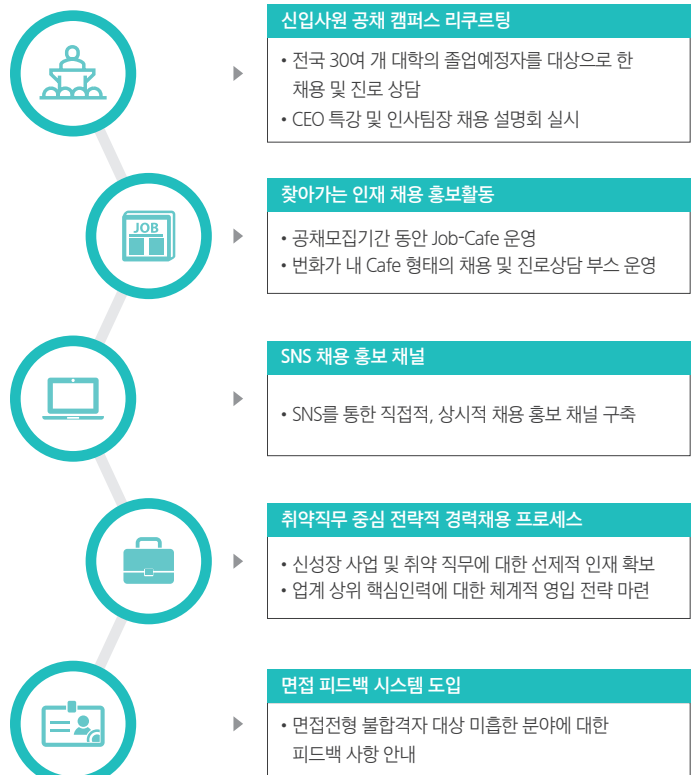 신입사원 공채 캠퍼스 리쿠르팅
• 전국 30여 개 대학의 졸업예정자를 대상으로 한
채용 및 진로 상담
• CEO 특강 및 인사팀장 채용 설명회 실시
JOB
찾아가는 인재 채용 홍보활동
• 공채모집기간 동안 Job-Cafe 운영
• 번화가 내 Cafe 형태의 채용 및 진로상담 부스 운영
SNS 채용 홍보 채널
• SNS를 통한 직접적, 상시적 채용 홍보 채널 구축
취약직무 중심 전략적 경력채용 프로세스
• 신성장 사업 및 취약 직무에 대한 선제적 인재 확보
• 업계 상위 핵심인력에 대한 체계적 영입 전략 마련
면접 피드백 시스템 도입
• 면접전형 불합격자 대상 미흡한 분야에 대한
피드백 사항 안내